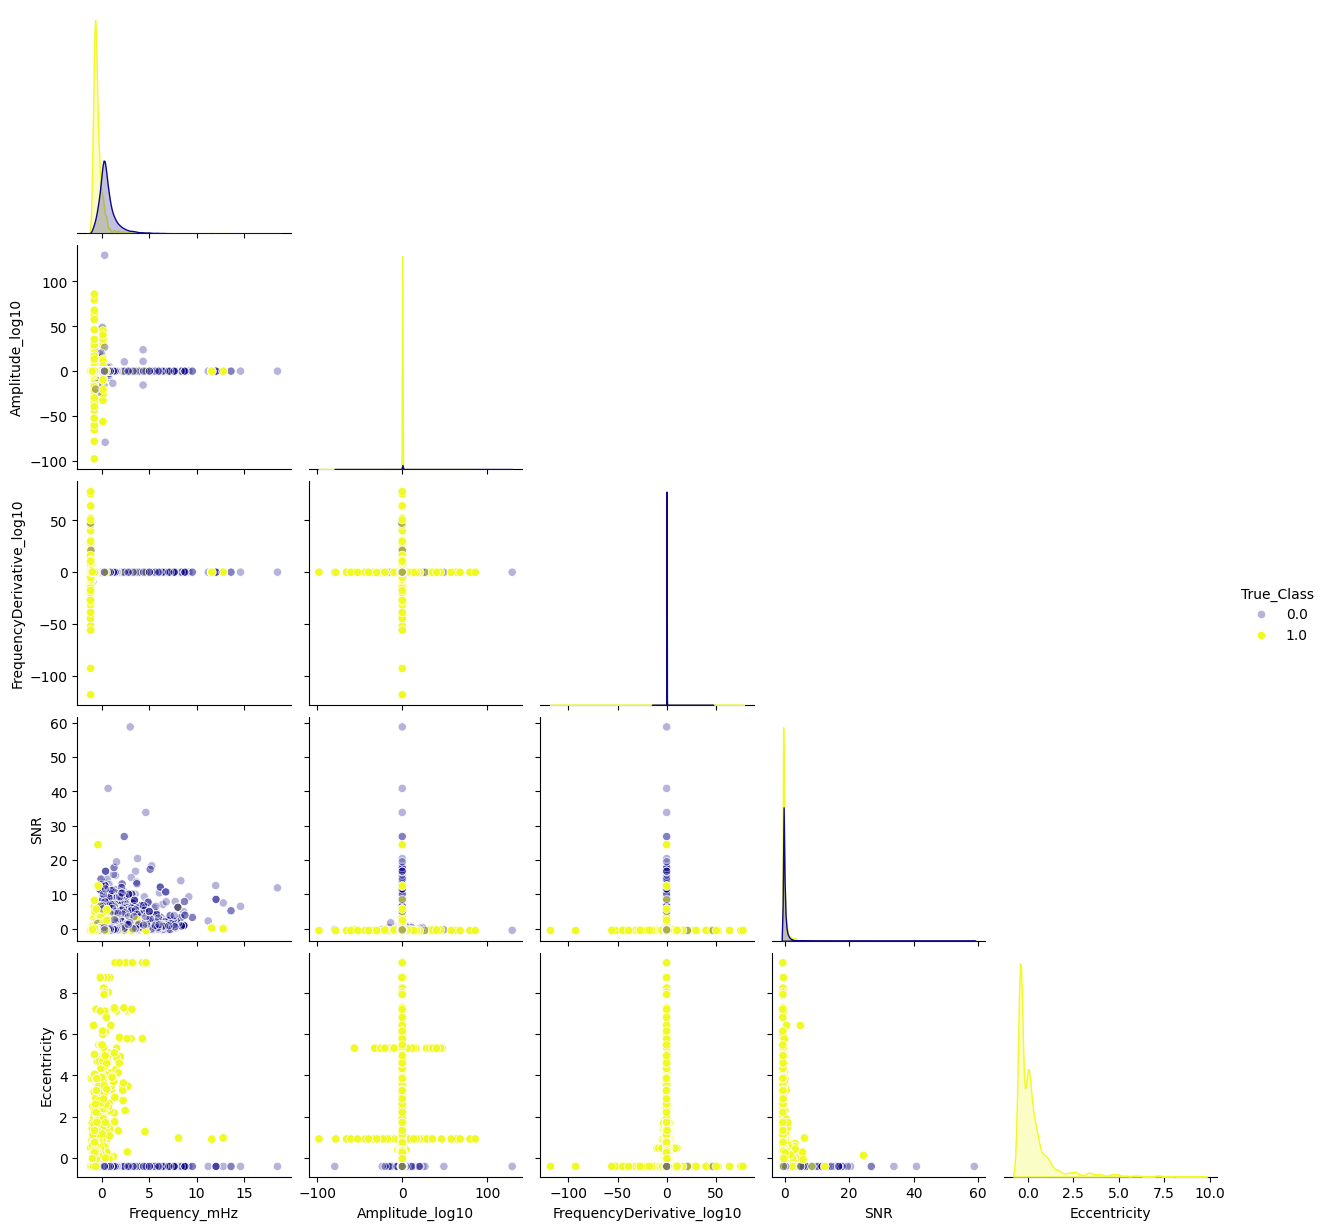 Amplitude_log10
100
50
0
−50
−100
FrequencyDerivative_log10
50
0
−50
−100
True_Class
0.0
1.0
SNR
60
50
40
30
20
10
0
Eccentricity
8
6
4
2
0
0 5 10 15
−100 0 100
−100 −50 0 50
0 20 40 60
0.0 2.5 5.0 7.5 10.0
Frequency_mHz
Amplitude_log10
FrequencyDerivative_log10
SNR
Eccentricity